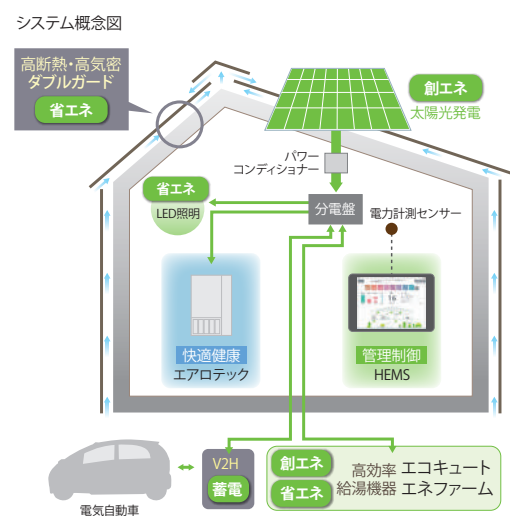 システム概念図
高断熱・高気密
ダブルガード
省エネ
創エネ
太陽光発電
パワー
コンディショナー
省エネ
LED照明
分電盤
電力計測センサー
快適健康
エアロテック
管理制御
HEMS
V2H
蓄電
電気自動車
創エネ
省エネ
高効率
給湯機器
エコキュート
エネファーム